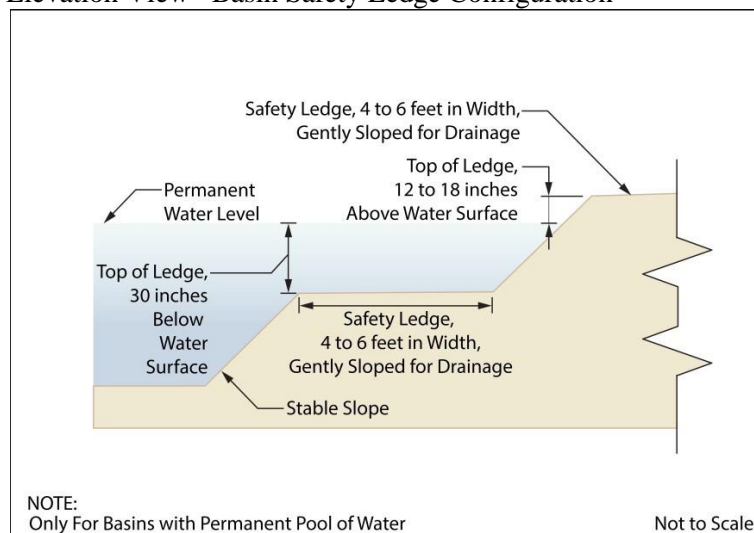 Elevation View - Basin Safety Ledge Configuration
Safety Ledge, 4 to 6 feet in Width,
Gently Sloped for Drainage
Top of Ledge,
12 to 18 inches
Above Water Surface
Permanent
Water Level
Top of Ledge,
30 inches
Below
Water
Surface
Safety Ledge,
4 to 6 feet in Width,
Gently Sloped for Drainage
Stable Slope
NOTE:
Only For Basins with Permanent Pool of Water
Not to Scale